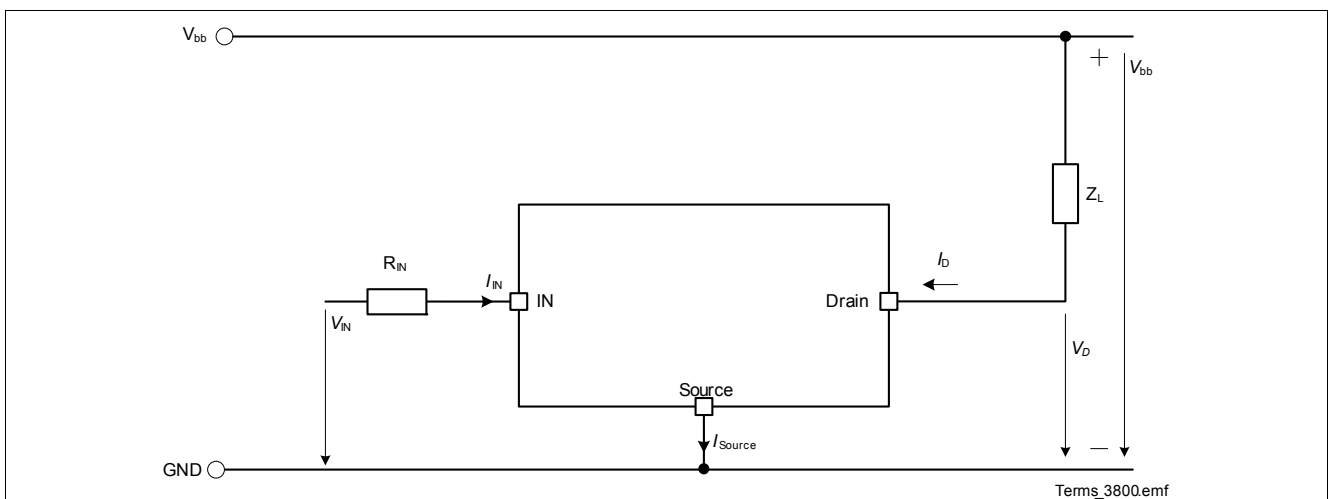 Vbb
+
Vbb
ZL
RIN
IIN
ID
IN
Drain
VIN
VD
Source
ISource
−
GND
Terms_3800.emf